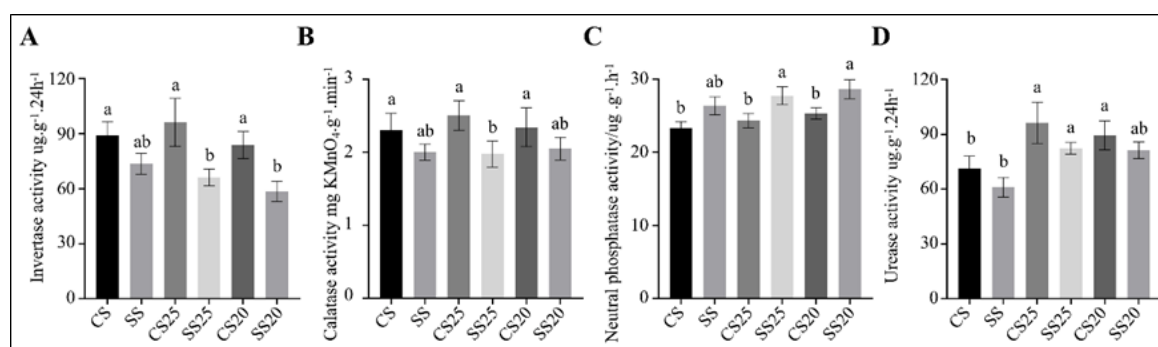 A
Invertase activity ug.g⁻¹.24h⁻¹
120
90
60
30
0
a
ab
a
b
a
b
CS
SS
CS25
SS25
CS20
SS20
B
Calatase activity mg KMnO₄.g⁻¹.min⁻¹
3
2
1
0
a
ab
a
b
a
ab
CS
SS
CS25
SS25
CS20
SS20
C
Neutral phosphatase activity/ug .g⁻¹.h⁻¹
30
20
10
0
b
ab
b
a
b
a
CS
SS
CS25
SS25
CS20
SS20
D
Urease activity ug.g⁻¹.24h⁻¹
120
90
60
30
0
b
b
a
a
a
ab
CS
SS
CS25
SS25
CS20
SS20